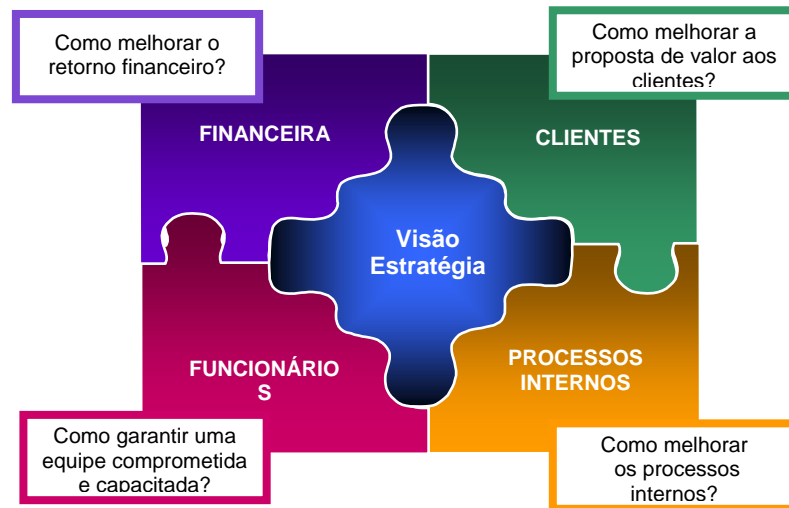 Como melhorar o
retorno financeiro?
Como melhorar a
proposta de valor aos
clientes?
FINANCEIRA
CLIENTES
Visão
Estratégia
FUNCIONÁRIO
S
PROCESSOS
INTERNOS
Como garantir uma
equipe comprometida
e capacitada?
Como melhorar
os processos
internos?